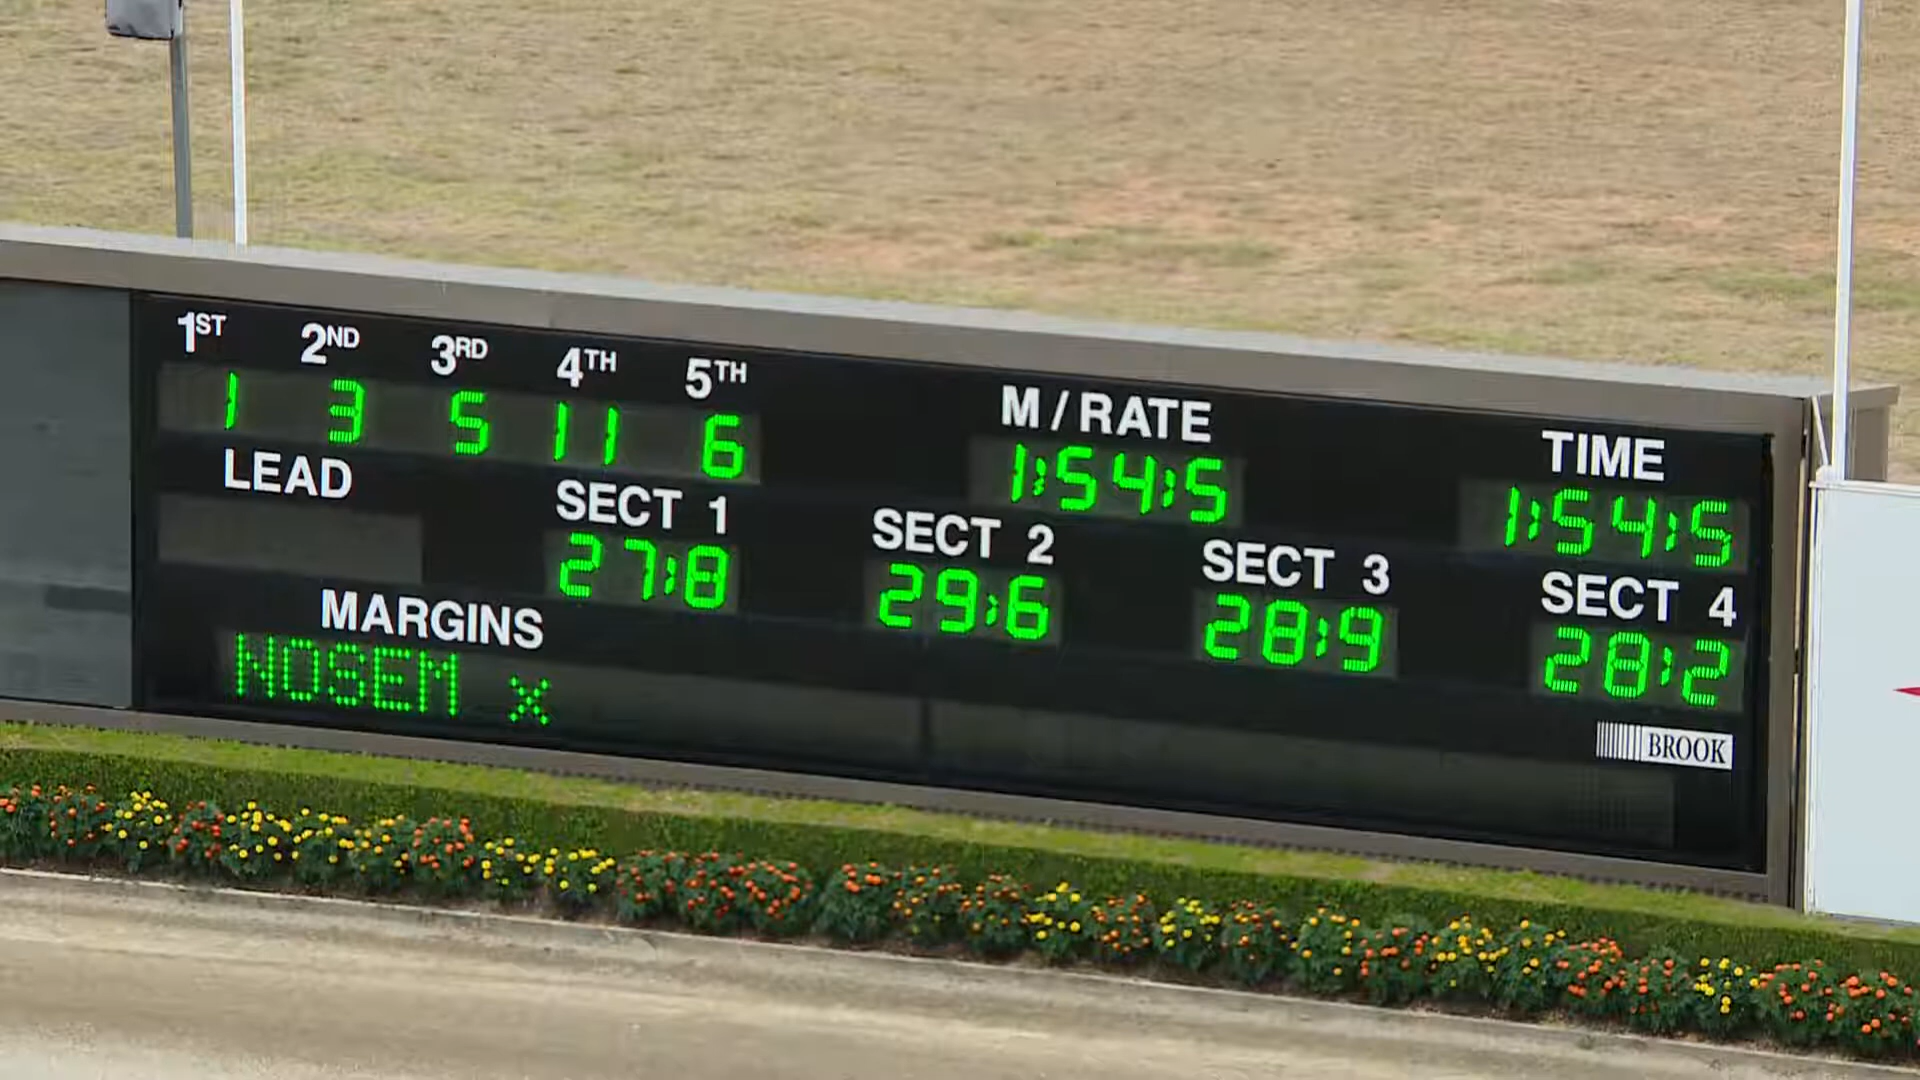 1ST 2ND 3RD 4TH 5TH
1 3 5 11 6
M / RATE
1:54:5
TIME
1:54:5
LEAD
SECT 1 SECT 2 SECT 3 SECT 4
27:8 29:6 28:9 28:2
MARGINS
NOSEM x
BROOK